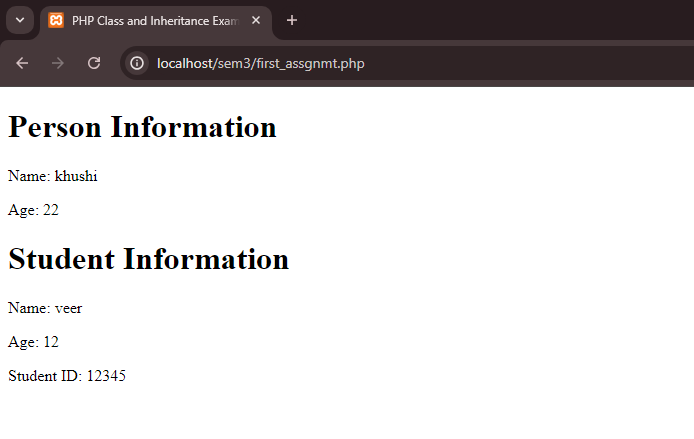 PHP Class and Inheritance Exam
localhost/sem3/first_assgnmt.php
Person Information
Name: khushi
Age: 22
Student Information
Name: veer
Age: 12
Student ID: 12345